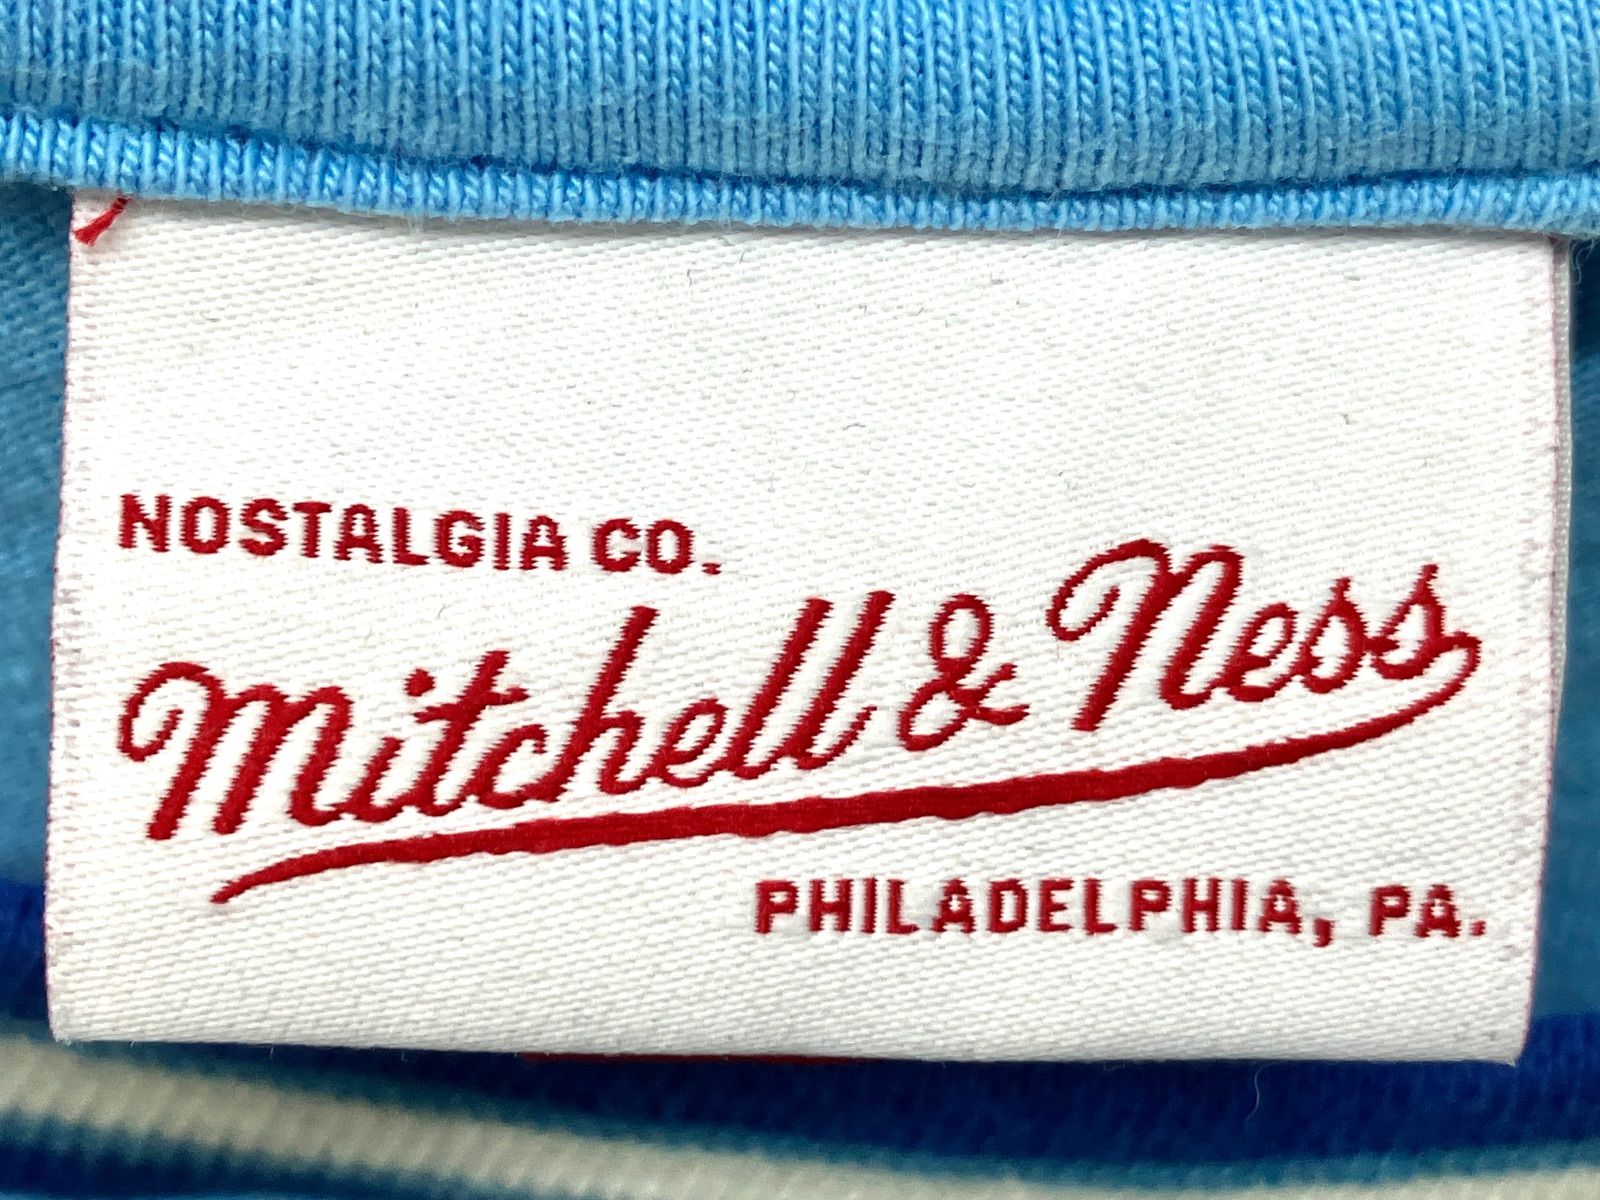 NOSTALGIA CO.
Mitchell & Ness
PHILADELPHIA, PA.